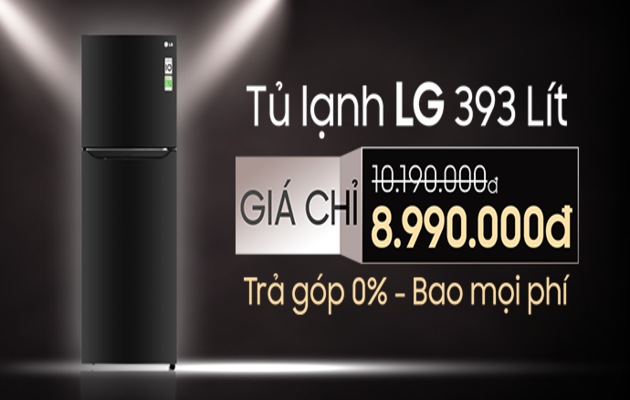 LG
Tủ lạnh LG 393 Lít
GIÁ CHỈ
10.190.000đ
8.990.000đ
Trả góp 0% - Bao mọi phí